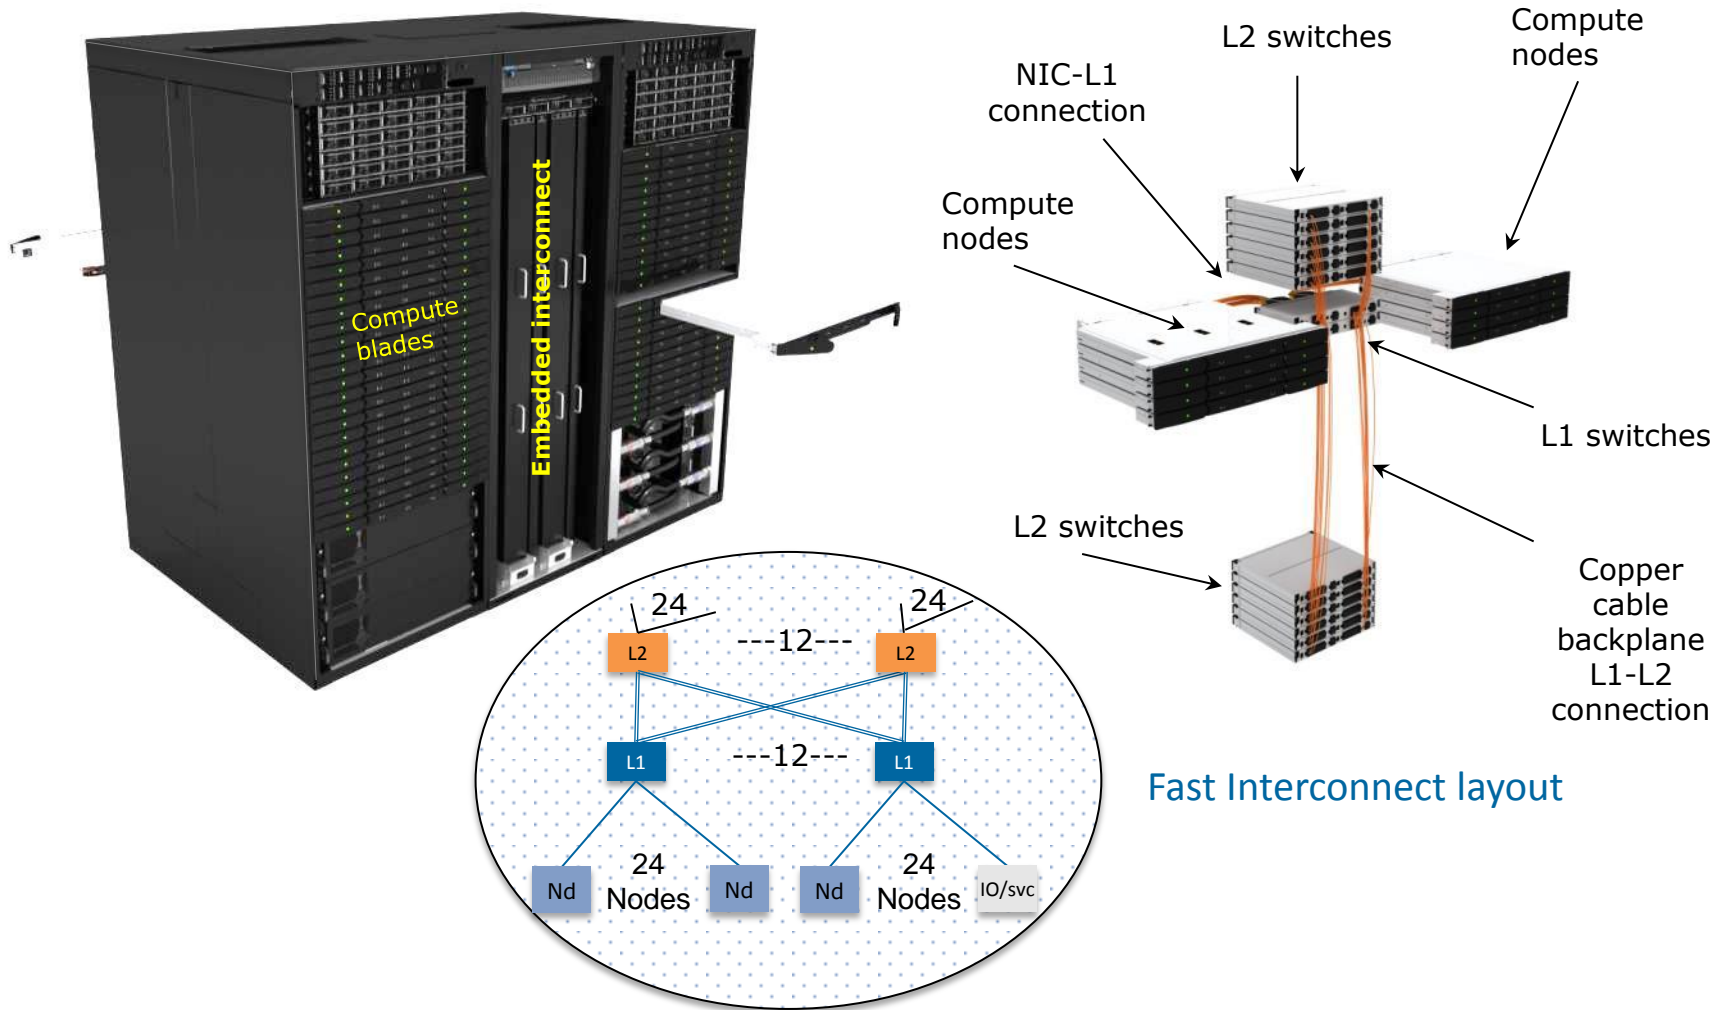 L2 switches
Compute
nodes
NIC-L1
connection
Compute
nodes
Embedded interconnect
Compute
blades
L1 switches
L2 switches
Copper
cable
backplane
L1-L2
connection
24
24
---12---
L2
L2
---12---
L1
L1
Fast Interconnect layout
24
Nodes
24
Nodes
Nd
Nd
Nd
IO/svc